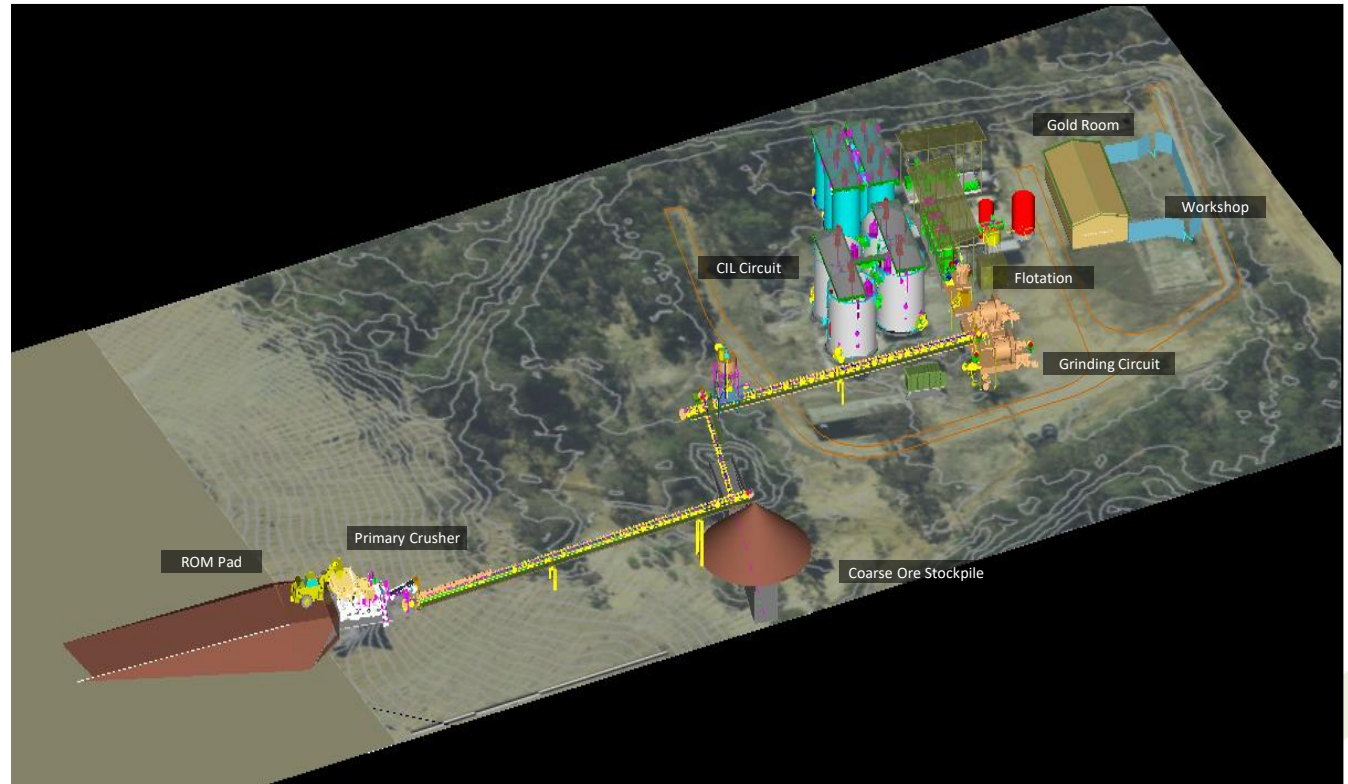 Gold Room
Workshop
CIL Circuit
Flotation
Grinding Circuit
Primary Crusher
ROM Pad
Coarse Ore Stockpile